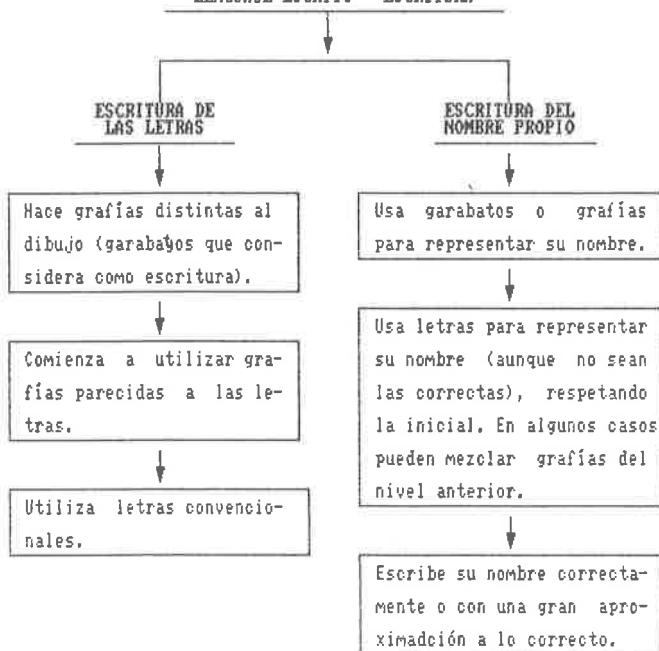 ESCRITURA DE
LAS LETRAS
Hace grafías distintas al
dibujo (garabatos que con-
sidera como escritura).
Comienza a utilizar gra-
fías parecidas a las le-
tras.
Utiliza letras convencio-
nales.
ESCRITURA DEL
NOMBRE PROPIO
Usa garabatos o grafías
para representar su nombre.
Usa letras para representar
su nombre (aunque no sean
las correctas), respetando
la inicial. En algunos casos
pueden mezclar grafías del
nivel anterior.
Escribe su nombre correcta-
mente o con una gran apro-
ximadción a lo correcto.